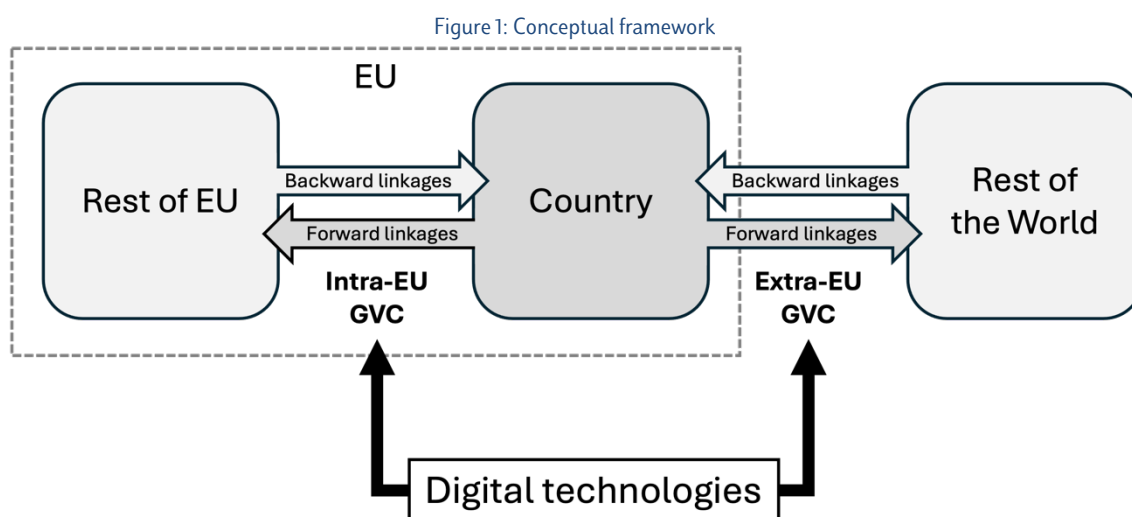 Figure 1: Conceptual framework
EU
Rest of EU
Backward linkages
Forward linkages
Intra-EU
GVC
Country
Backward linkages
Forward linkages
Extra-EU
GVC
Rest of
the World
Digital technologies